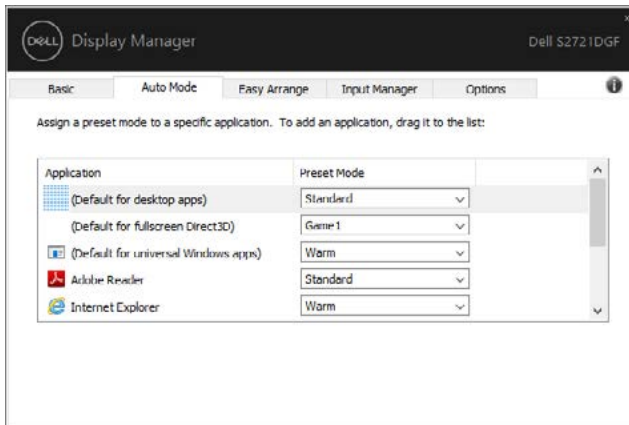 DELL Display Manager Dell S2721DGF
Basic Auto Mode Easy Arrange Input Manager Options
Assign a preset mode to a specific application. To add an application, drag it to the list:
Application Preset Mode
(Default for desktop apps) Standard
(Default for fullscreen Direct3D) Game1
(Default for universal Windows apps) Warm
Adobe Reader Standard
Internet Explorer Warm